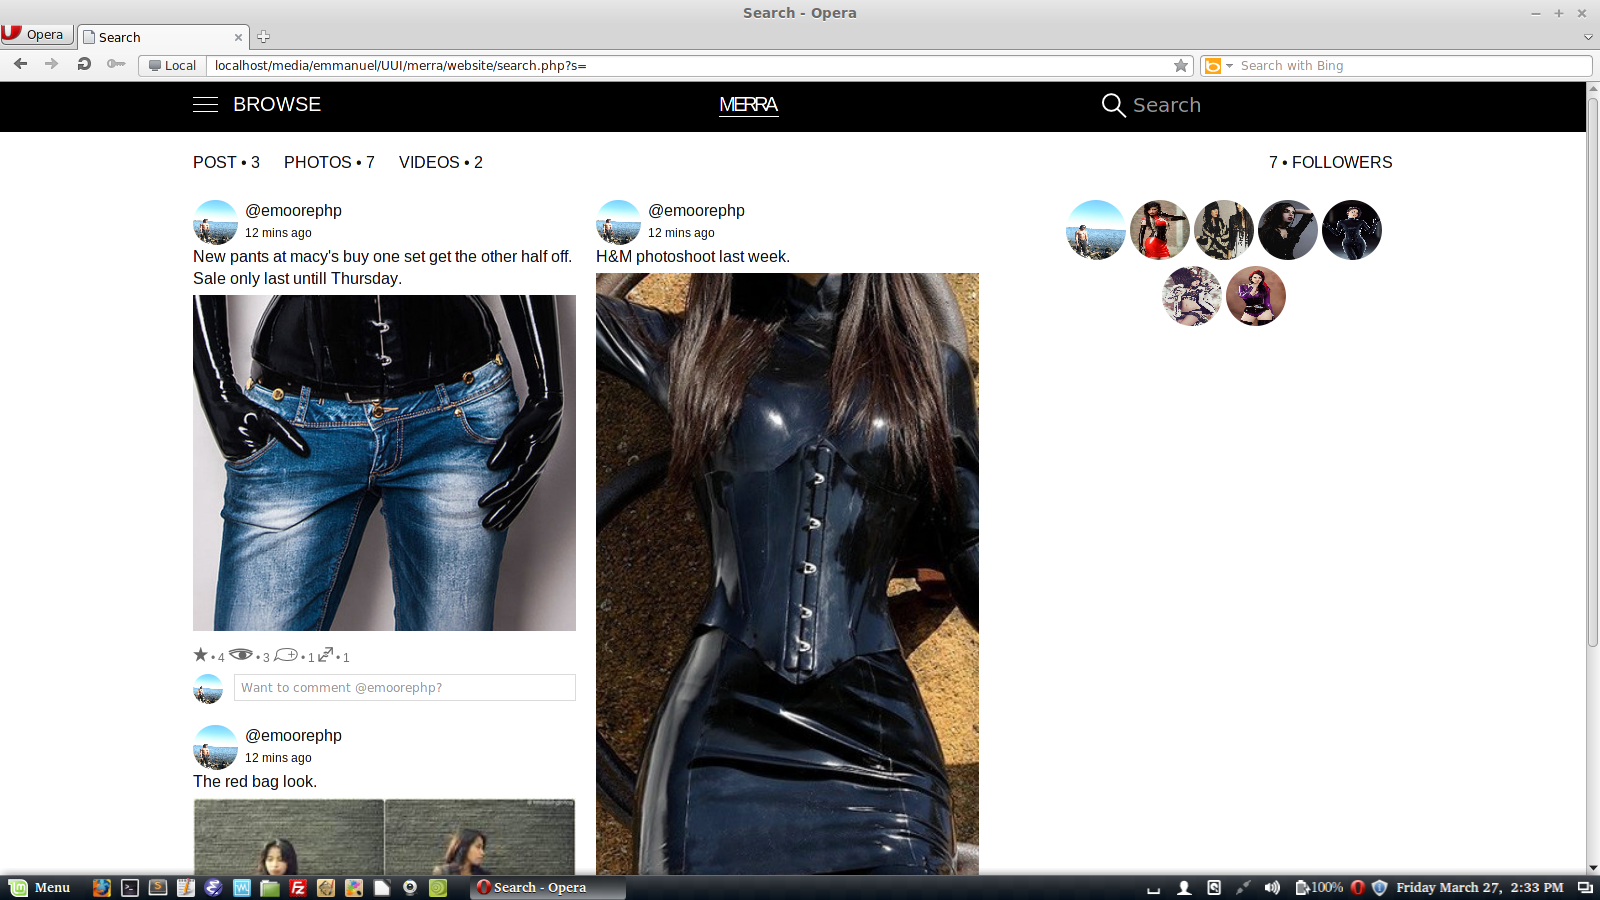 Search - Opera
Opera
Search
Local
localhost/media/emmanuel/UUI/merra/website/search.php?s=
Search with Bing
BROWSE
MERRA
Search
POST • 3
PHOTOS • 7
VIDEOS • 2
7 • FOLLOWERS
@emoorephp
12 mins ago
New pants at macy's buy one set get the other half off.
Sale only last untill Thursday.
• 4
• 3
• 1
• 1
Want to comment @emoorephp?
@emoorephp
12 mins ago
The red bag look.
@emoorephp
12 mins ago
H&M photoshoot last week.
Menu
Search - Opera
100%
Friday March 27, 2:33 PM